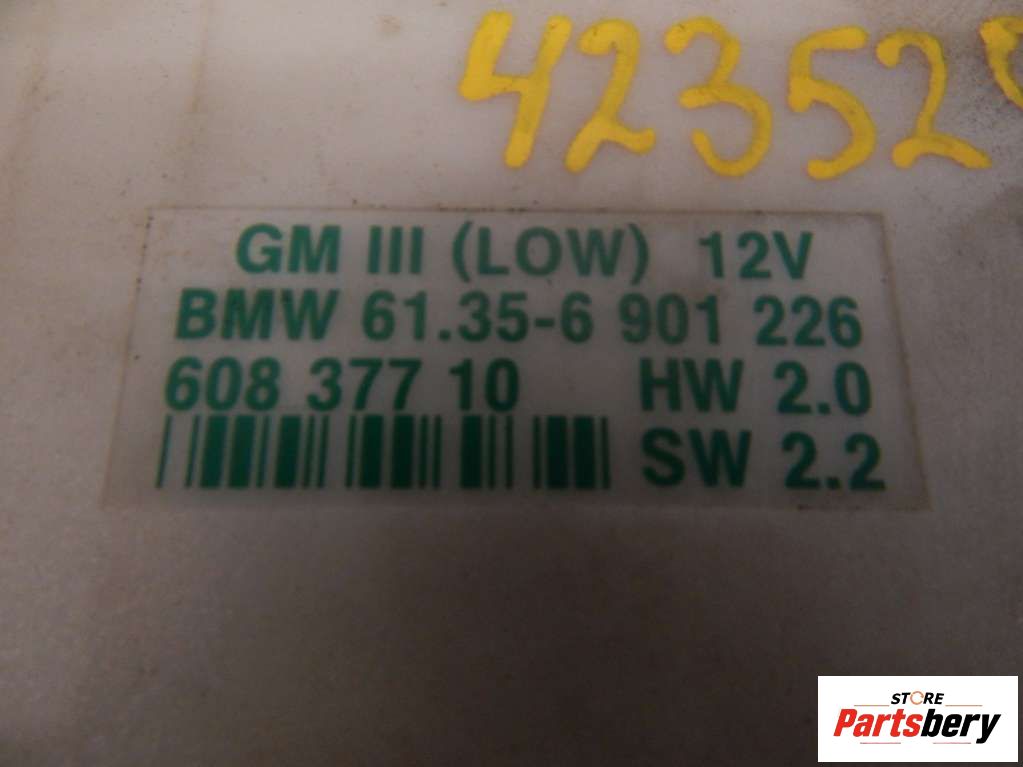 42352
GM III (LOW) 12V
BMW 61.35-6 901 226
608 377 10 HW 2.0
SW 2.2
STORE
Partsbery